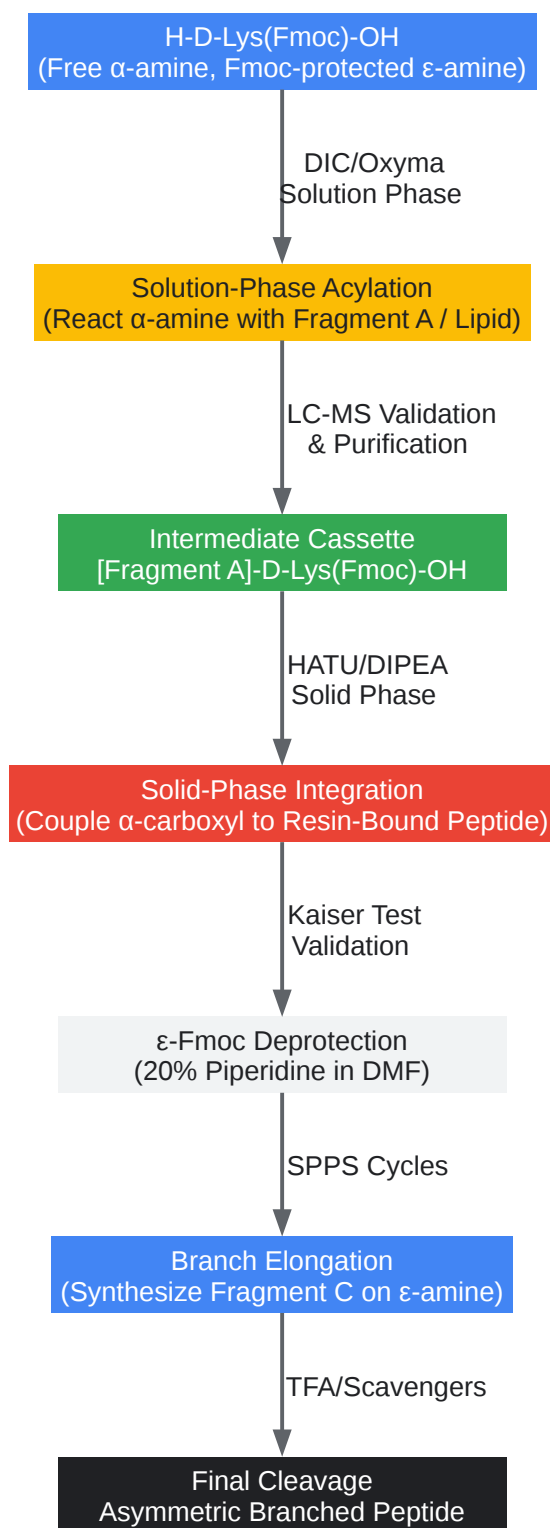 H-D-Lys(Fmoc)-OH
(Free α-amine, Fmoc-protected ε-amine)
DIC/Oxyma
Solution Phase
Solution-Phase Acylation
(React α-amine with Fragment A / Lipid)
LC-MS Validation
& Purification
Intermediate Cassette
[Fragment A]-D-Lys(Fmoc)-OH
HATU/DIPEA
Solid Phase
Solid-Phase Integration
(Couple α-carboxyl to Resin-Bound Peptide)
Kaiser Test
Validation
ε-Fmoc Deprotection
(20% Piperidine in DMF)
SPPS Cycles
Branch Elongation
(Synthesize Fragment C on ε-amine)
TFA/Scavengers
Final Cleavage
Asymmetric Branched Peptide